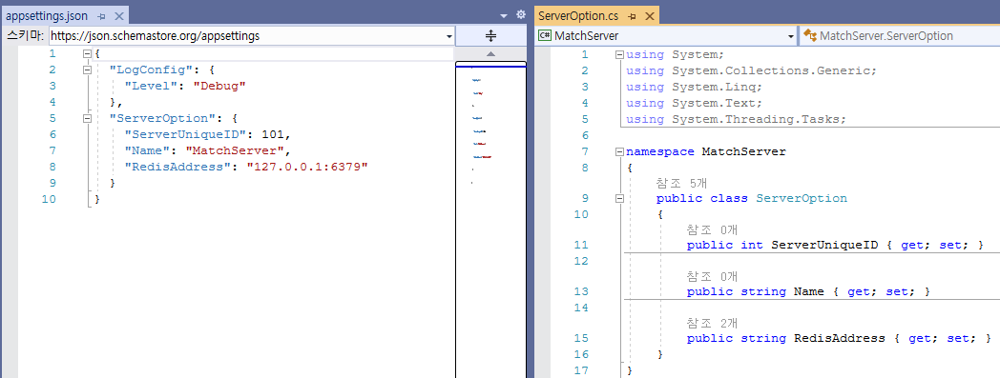 appsettings.json
스키마: https://json.schemastore.org/appsettings
1 {
2 "LogConfig": {
3 "Level": "Debug"
4 },
5 "ServerOption": {
6 "ServerUniqueID": 101,
7 "Name": "MatchServer",
8 "RedisAddress": "127.0.0.1:6379"
9 }
10 }
ServerOption.cs
C# MatchServer
MatchServer.ServerOption
1 using System;
2 using System.Collections.Generic;
3 using System.Linq;
4 using System.Text;
5 using System.Threading.Tasks;
6
7 namespace MatchServer
8 {
참조 5개
9 public class ServerOption
10 {
참조 0개
11 public int ServerUniqueID { get; set; }
12
참조 0개
13 public string Name { get; set; }
14
참조 2개
15 public string RedisAddress { get; set; }
16 }
17 }